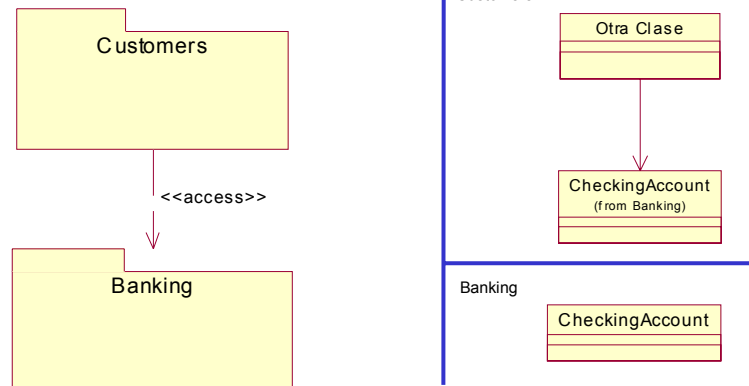 Customers
<<access>>
Banking
Otra Clase
CheckingAccount
(from Banking)
Banking
CheckingAccount